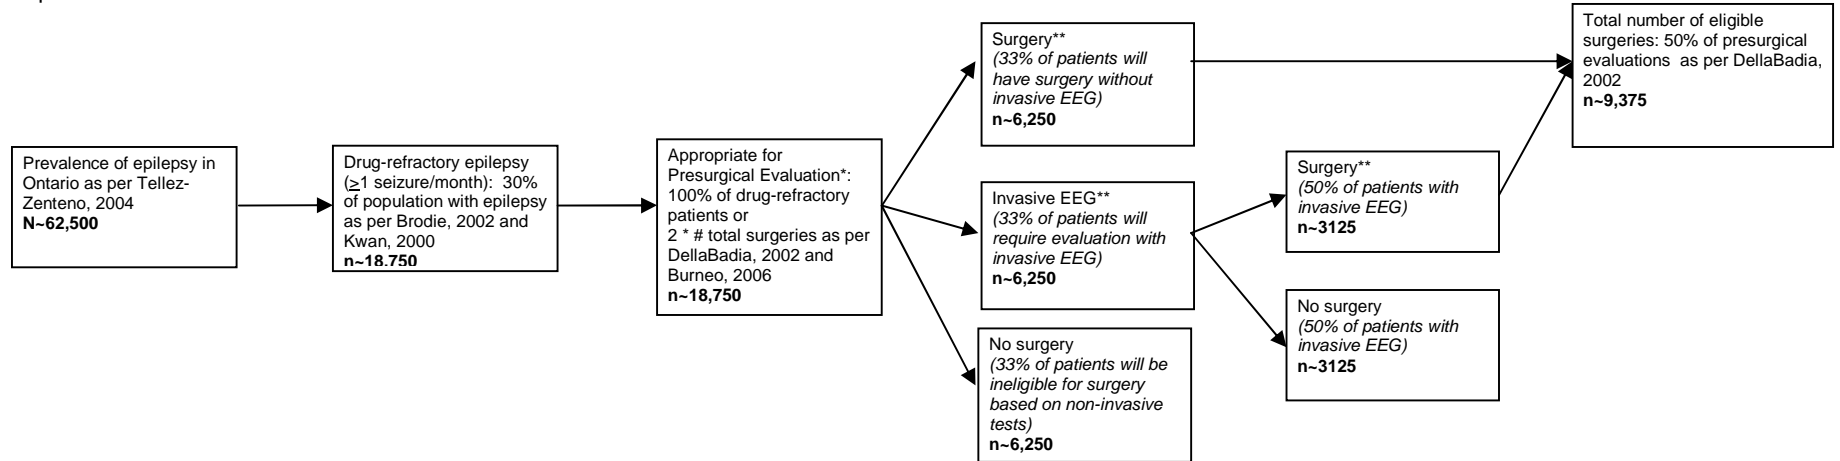 Prevalence of epilepsy in
Ontario as per Tellez-
Zenteno, 2004
N~62,500
Drug-refractory epilepsy
(≥1 seizure/month): 30%
of population with epilepsy
as per Brodie, 2002 and
Kwan, 2000
n~18,750
Appropriate for
Presurgical Evaluation*:
100% of drug-refractory
patients or
2 * # total surgeries as per
DellaBadia, 2002 and
Burneo, 2006
n~18,750
Surgery**
(33% of patients will
have surgery without
invasive EEG)
n~6,250
Invasive EEG**
(33% of patients will
require evaluation with
invasive EEG)
n~6,250
No surgery
(33% of patients will be
ineligible for surgery
based on non-invasive
tests)
n~6,250
Surgery**
(50% of patients with
invasive EEG)
n~3125
No surgery
(50% of patients with
invasive EEG)
n~3125
Total number of eligible
surgeries: 50% of presurgical
evaluations as per DellaBadia,
2002
n~9,375